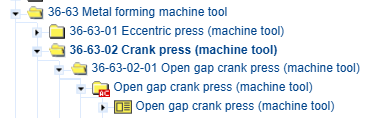 36-63 Metal forming machine tool
36-63-01 Eccentric press (machine tool)
36-63-02 Crank press (machine tool)
36-63-02-01 Open gap crank press (machine tool)
AC Open gap crank press (machine tool)
Open gap crank press (machine tool)